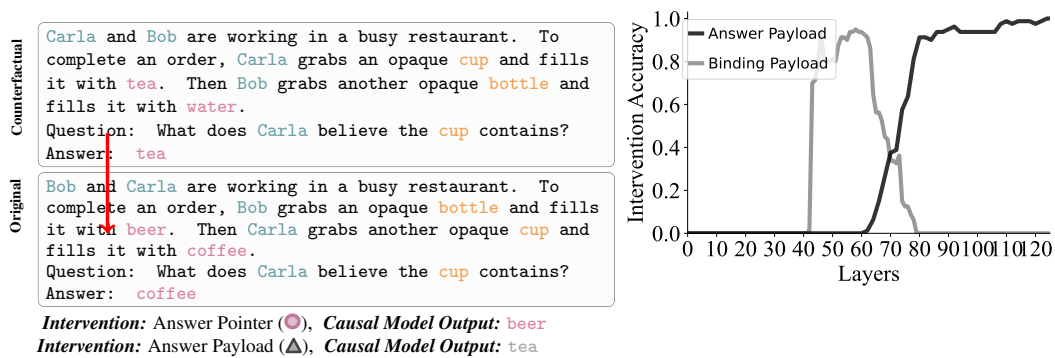 Counterfactual
Carla and Bob are working in a busy restaurant. To
complete an order, Carla grabs an opaque cup and fills
it with tea. Then Bob grabs another opaque bottle and
fills it with water.
Question: What does Carla believe the cup contains?
Answer: tea
Original
Bob and Carla are working in a busy restaurant. To
complete an order, Bob grabs an opaque bottle and fills
it with beer. Then Carla grabs another opaque cup and
fills it with coffee.
Question: What does Carla believe the cup contains?
Answer: coffee
Intervention: Answer Pointer (), Causal Model Output: beer
Intervention: Answer Payload (), Causal Model Output: tea
Intervention Accuracy
1.0
0.8
0.6
0.4
0.2
0.0
Answer Payload
Binding Payload
0 10 20 30 40 50 60 70 80 90 100 110 120
Layers